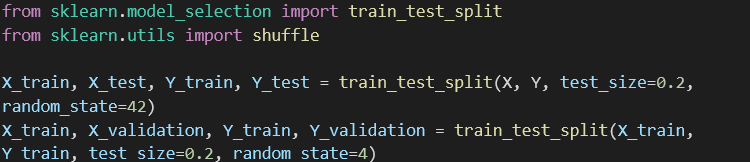 from sklearn.model_selection import train_test_split
from sklearn.utils import shuffle
X_train, X_test, Y_train, Y_test = train_test_split(X, Y, test_size=0.2,
random_state=42)
X_train, X_validation, Y_train, Y_validation = train_test_split(X_train,
Y_train, test_size=0.2, random_state=4)